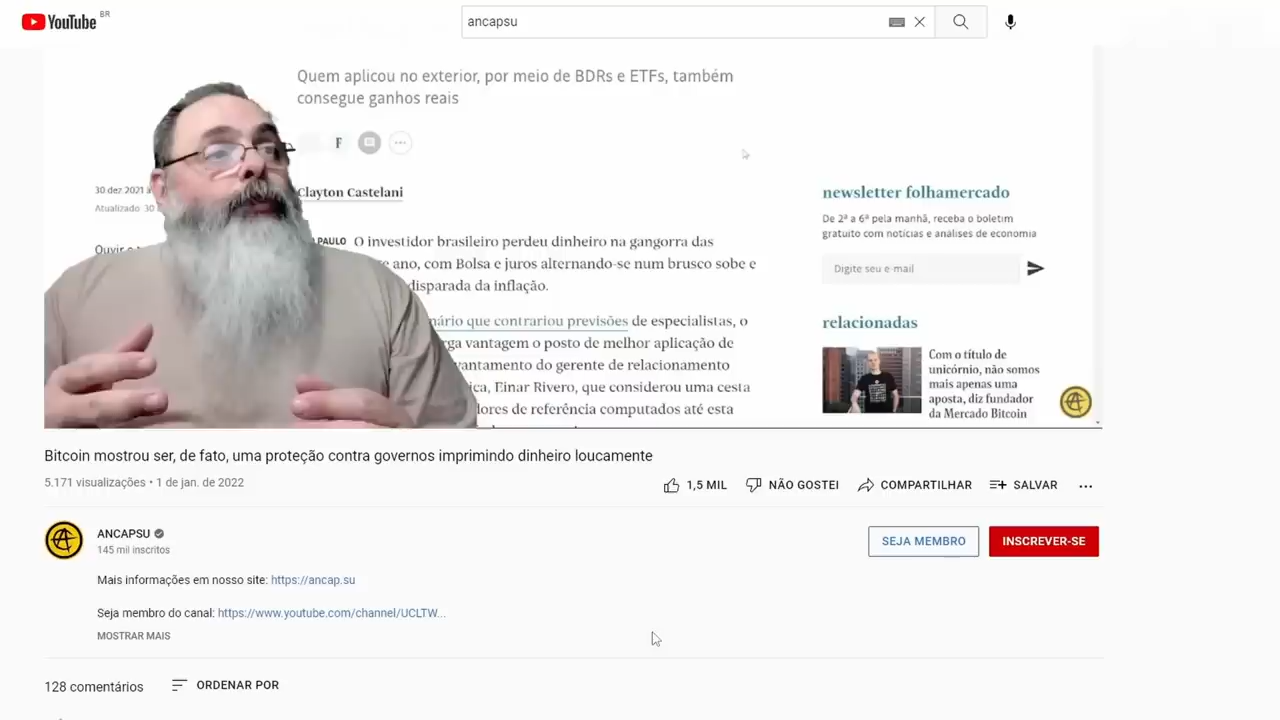 YouTube BR
ancapsu
Quem aplicou no exterior, por meio de BDRs e ETFs, também
consegue ganhos reais
F
30 dez.2021
Clayton Castelani
Atualizado 30
newsletter folhamercado
De 2ª a 6ª pela manhã, receba o boletim
gratuito com notícias e análises de economia
Digite seu e-mail
PAULO O investidor brasileiro perdeu dinheiro na gangorra das
ano, com Bolsa e juros alternando-se num brusco sobe e
disparada da inflação.
que contrariou previsões de especialistas, o
vantagem o posto de melhor aplicação de
do gerente de relacionamento
Einar Rivero, que considerou uma cesta
de referência computados até esta
relacionadas
Com o título de
unicórnio, não somos
mais apenas uma
aposta, diz fundador
da Mercado Bitcoin
Bitcoin mostrou ser, de fato, uma proteção contra governos imprimindo dinheiro loucamente
5.171 visualizações • 1 de jan. de 2022
1,5 MIL
NÃO GOSTEI
COMPARTILHAR
SALVAR
ANCAPSU
145 mil inscritos
SEJA MEMBRO
INSCREVER-SE
Mais informações em nosso site: https://ancap.su
Seja membro do canal: https://www.youtube.com/channel/UCLTW...
MOSTRAR MAIS
128 comentários
ORDENAR POR